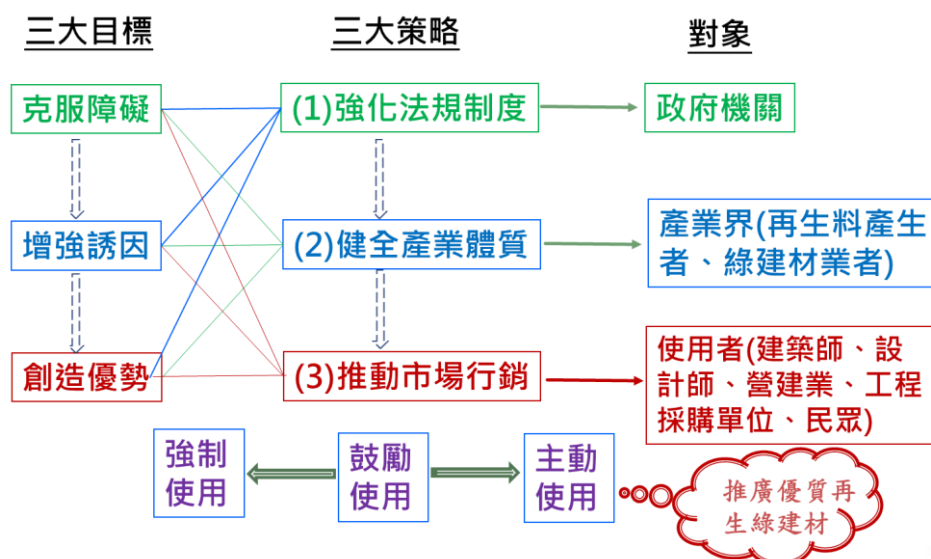 三大目標
三大策略
對象
克服障礙
(1)強化法規制度
政府機關
增強誘因
(2)健全產業體質
產業界(再生料產生
者、綠建材業者)
創造優勢
(3)推動市場行銷
使用者(建築師、設
計師、營建業、工程
採購單位、民眾)
強制
使用
鼓勵
使用
主動
使用
推廣優質再
生綠建材